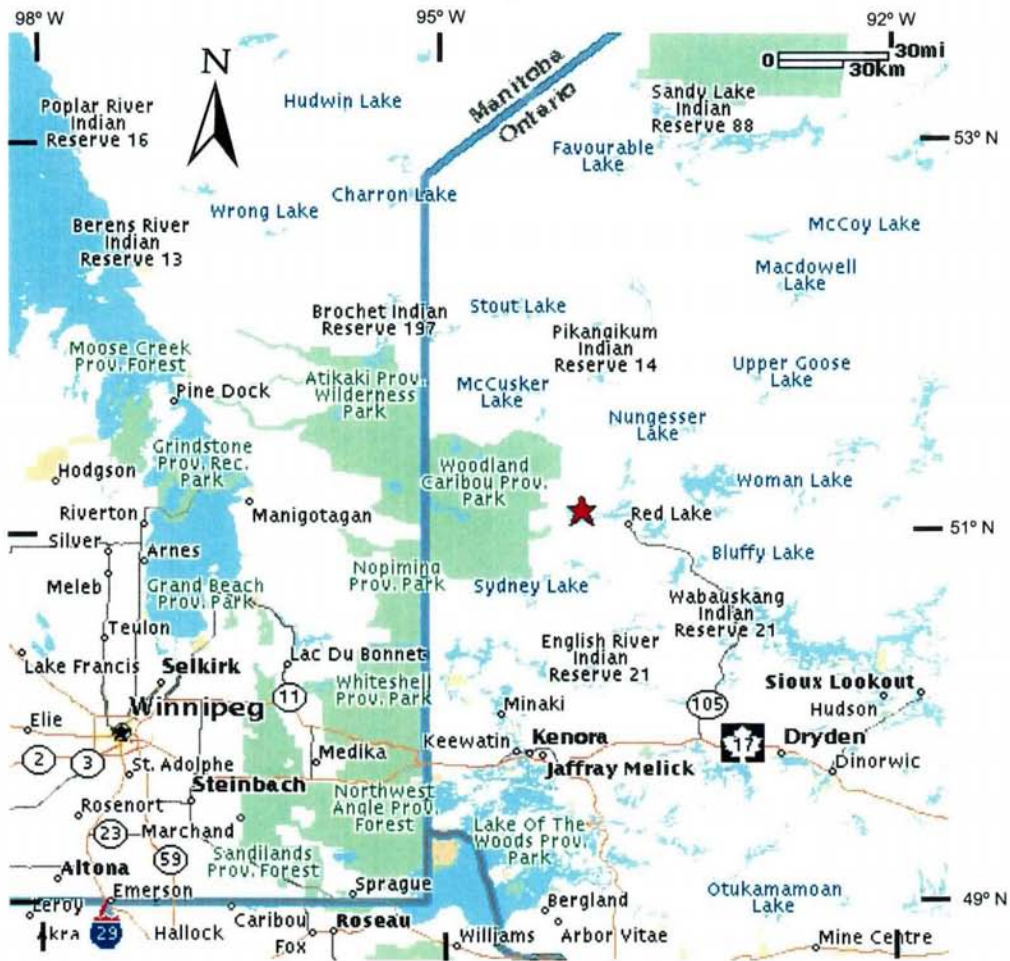 98° W
95° W
92° W
N
0
30mi
30km
Manitoba
Ontario
Poplar River
Indian
Reserve 16
Hudwin Lake
Sandy Lake
Indian
Reserve 88
53° N
Favourable
Lake
Charron Lake
Wrong Lake
Berens River
Indian
Reserve 13
McCoy Lake
Macdowell
Lake
Stout Lake
Brochet Indian
Reserve 197
Pikangikum
Indian
Reserve 14
Moose Creek
Prov. Forest
Upper Goose
Lake
Atikaki Prov.
Wilderness
Park
McCusker
Lake
Pine Dock
Nungesser
Lake
Grindstone
Prov. Rec.
Park
Woodland
Caribou Prov.
Park
Hodgson
Woman Lake
Riverton
Manigotagan
Red Lake
51° N
Silver
Arnes
Bluffy Lake
Meleb
Nopiming
Prov. Park
Grand Beach
Prov. Park
Sydney Lake
Wabauskang
Indian
Reserve 21
Teulon
English River
Indian
Reserve 21
Lake Francis
Selkirk
Lac Du Bonnet
Whiteshell
Prov. Park
Sioux Lookout
11
Minaki
105
Hudson
Elie
Winnipeg
Keewatin
Kenora
17
Dryden
2
3
Medika
St. Adolphe
Jaffray Melick
Dinorwic
Steinbach
Northwest
Angle Prov.
Forest
Rosenort
23
Marchand
Lake Of The
Woods Prov.
Park
59
Sandilands
Prov. Forest
Altona
Emerson
Sprague
Otukamamoan
Lake
49° N
Leroy
Caribou
Roseau
Bergland
Akra
29
Hallock
Fox
Williams
Arbor Vitae
Mine Centre